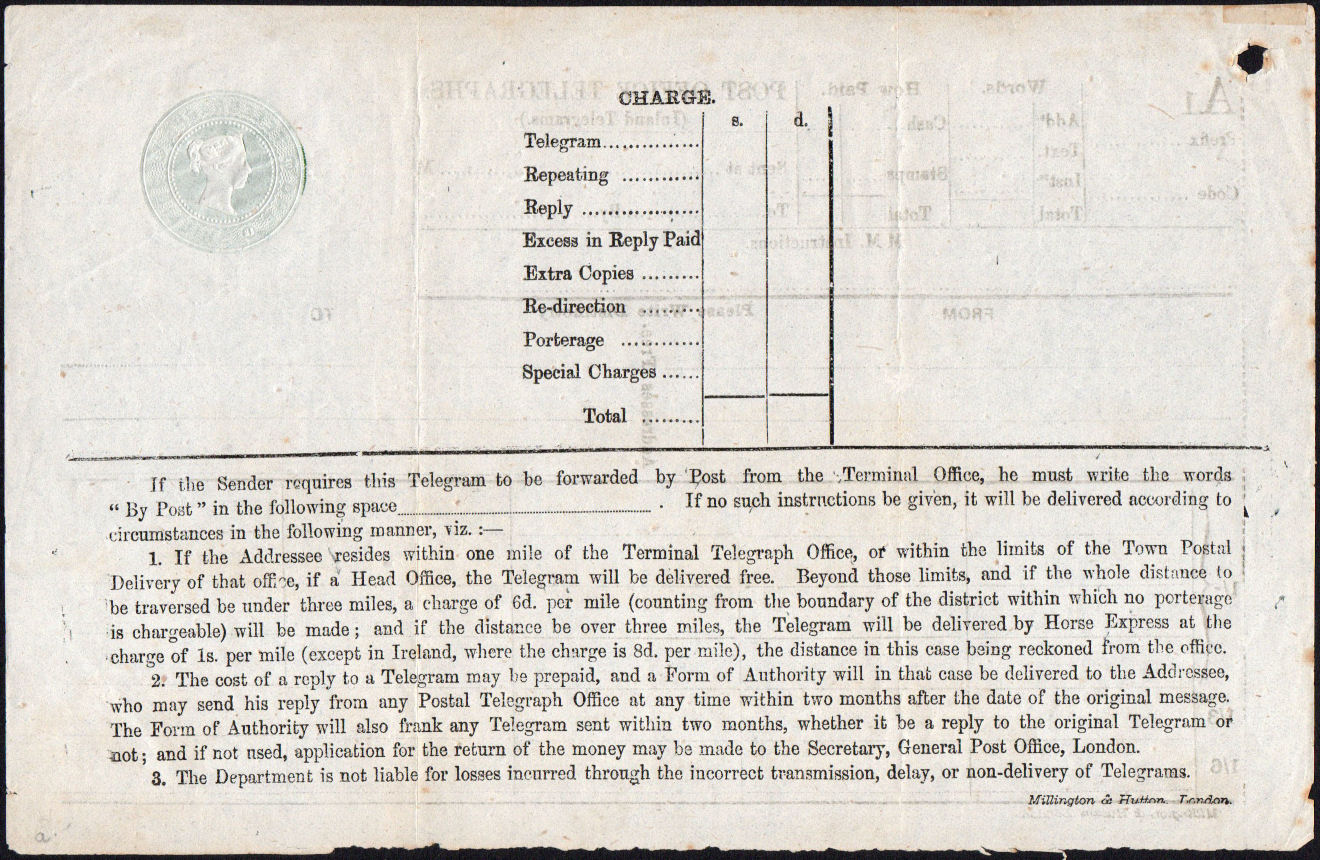 CHARGE.
s. d.
Telegram...............
Repeating ............
Reply ..................
Excess in Reply Paid
Extra Copies .........
Re-direction .........
Porterage ............
Special Charges ......
Total .........
If the Sender requires this Telegram to be forwarded by Post from the Terminal Office, he must write the words
“ By Post ” in the following space . If no such instructions be given, it will be delivered according to
circumstances in the following manner, viz. :—
1. If the Addressee resides within one mile of the Terminal Telegraph Office, or within the limits of the Town Postal
Delivery of that office, if a Head Office, the Telegram will be delivered free. Beyond those limits, and if the whole distance to
be traversed be under three miles, a charge of 6d. per mile (counting from the boundary of the district within which no porterage
is chargeable) will be made ; and if the distance be over three miles, the Telegram will be delivered by Horse Express at the
charge of 1s. per mile (except in Ireland, where the charge is 8d. per mile), the distance in this case being reckoned from the office.
2. The cost of a reply to a Telegram may be prepaid, and a Form of Authority will in that case be delivered to the Addressee,
who may send his reply from any Postal Telegraph Office at any time within two months after the date of the original message.
The Form of Authority will also frank any Telegram sent within two months, whether it be a reply to the original Telegram or
not ; and if not used, application for the return of the money may be made to the Secretary, General Post Office, London.
3. The Department is not liable for losses incurred through the incorrect transmission, delay, or non-delivery of Telegrams.
Millington & Hutton, London.
a